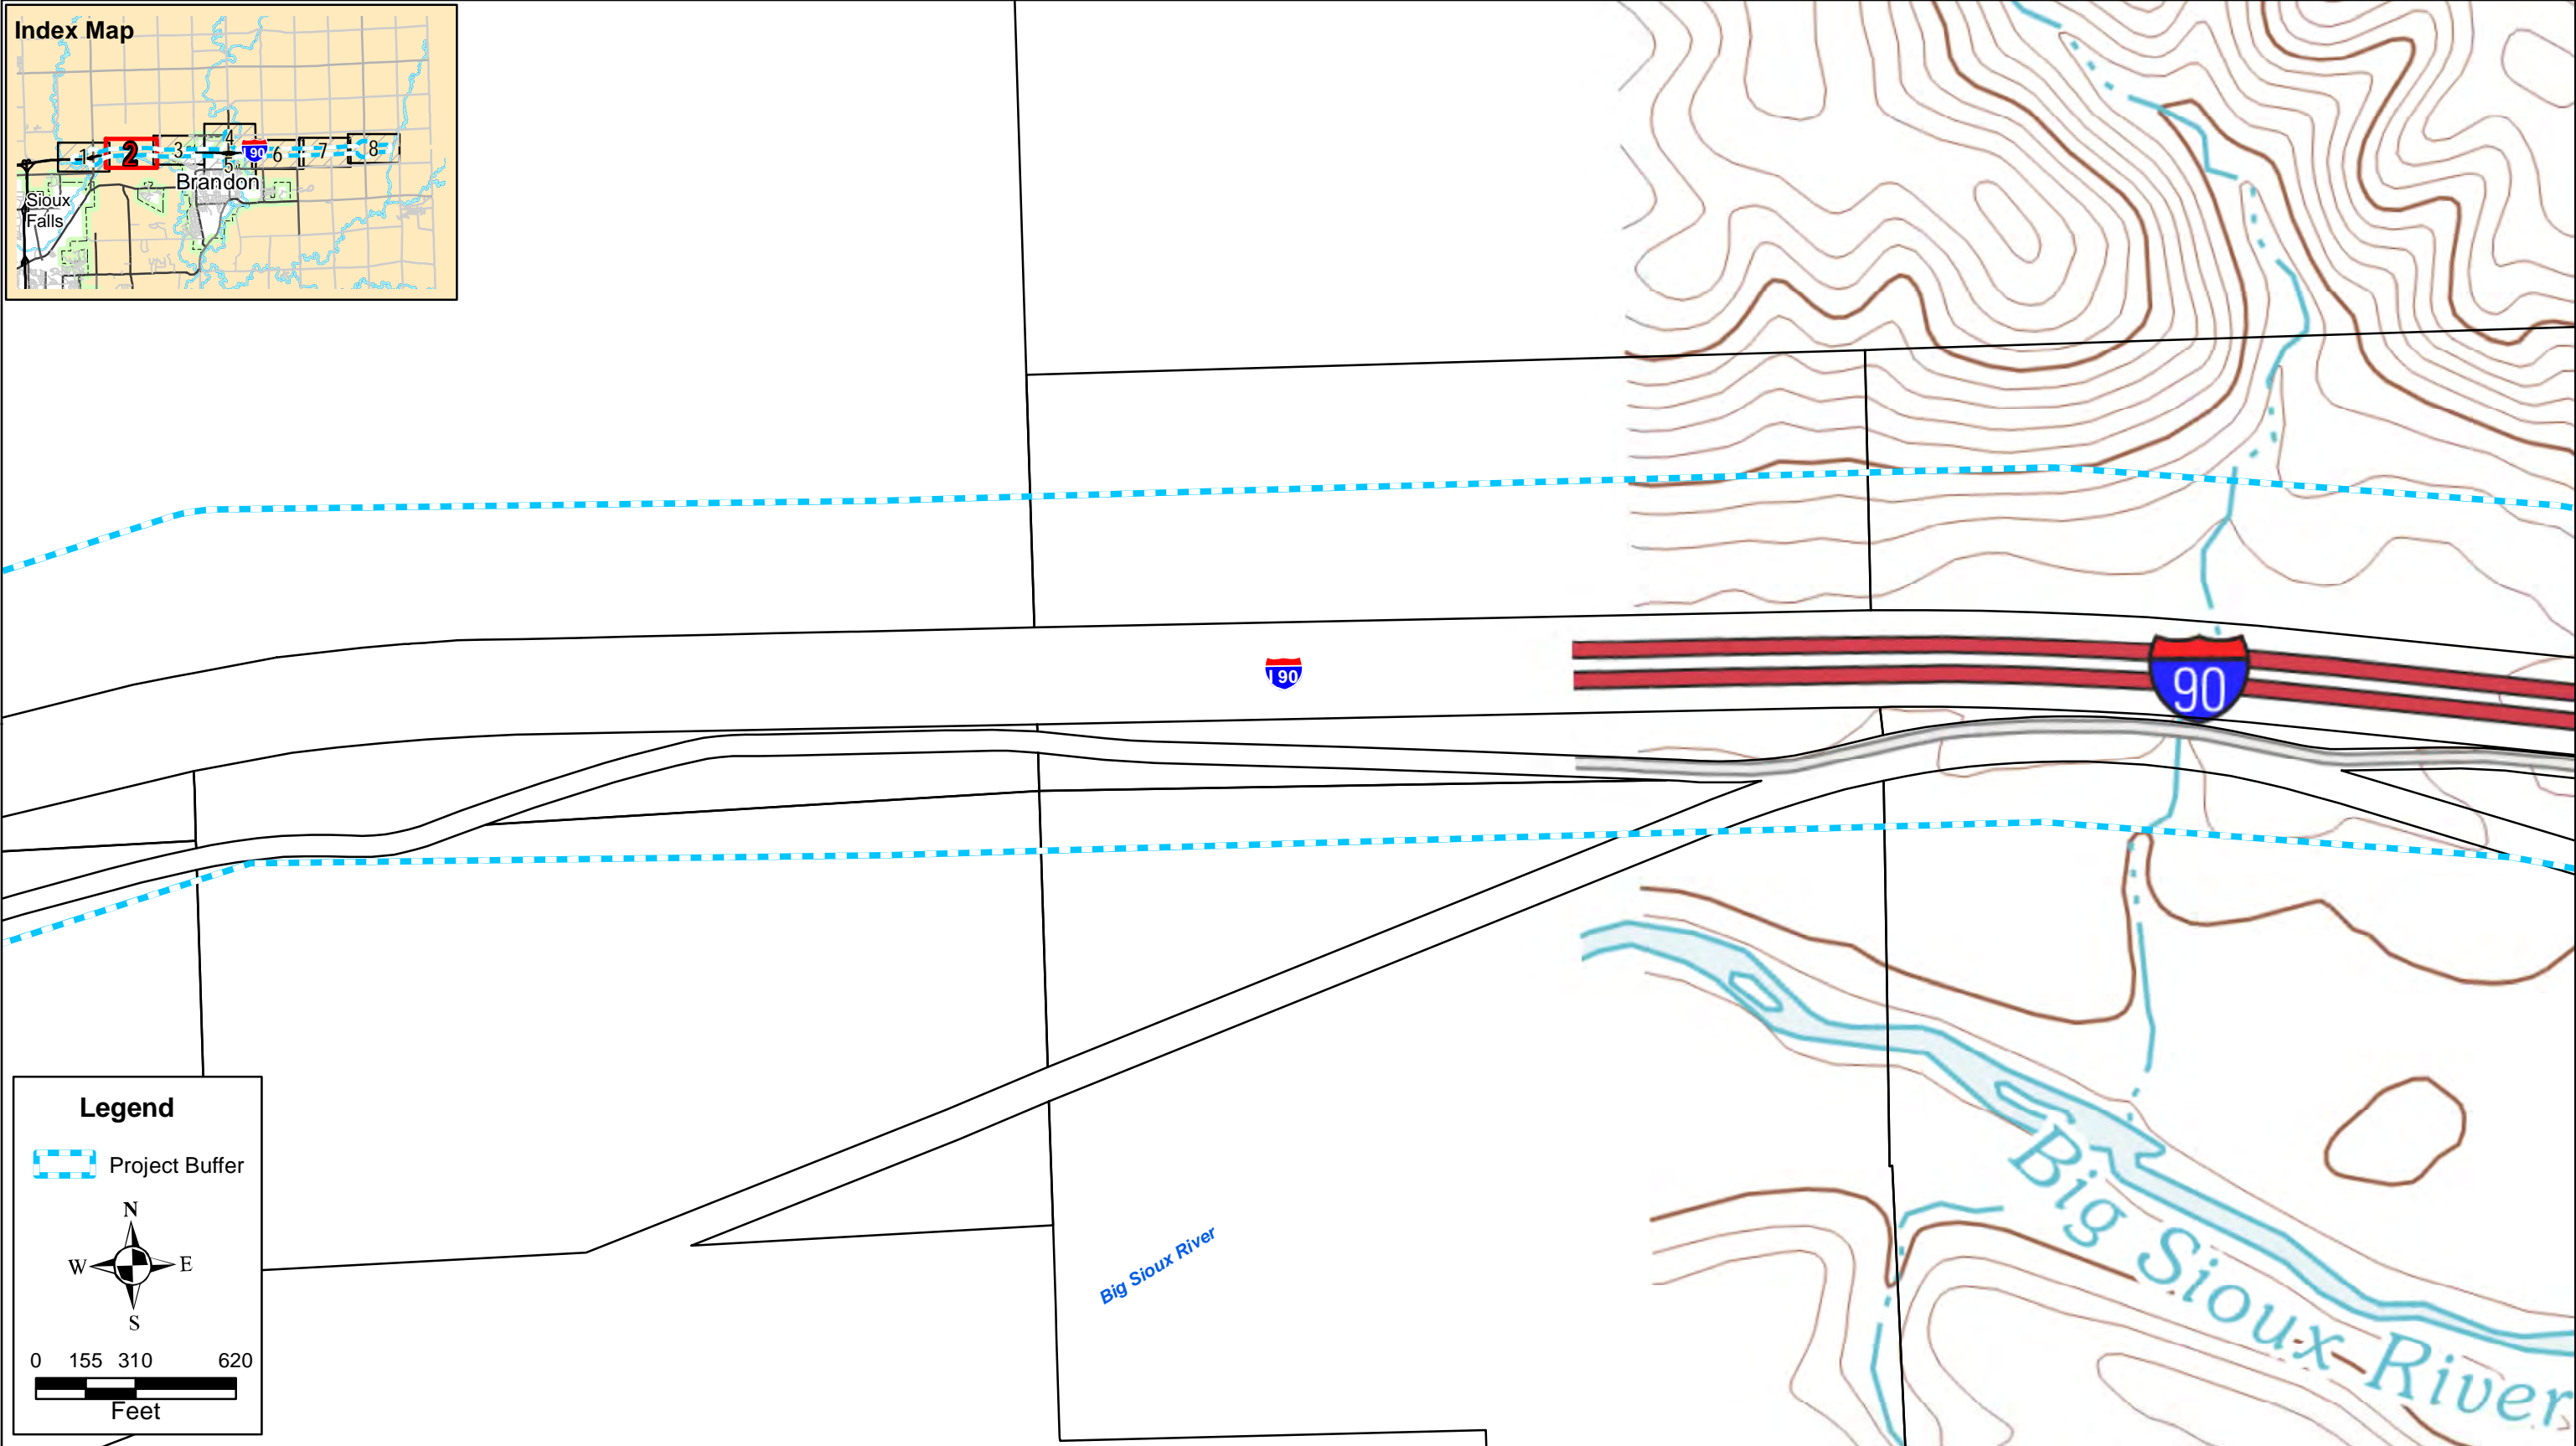 Index Map
1
2
3
4
5
I 90
6
7
8
Brandon
Sioux
Falls
I 90
90
Big Sioux River
Big Sioux River
Legend
Project Buffer
N
W
E
S
0 155 310 620
Feet